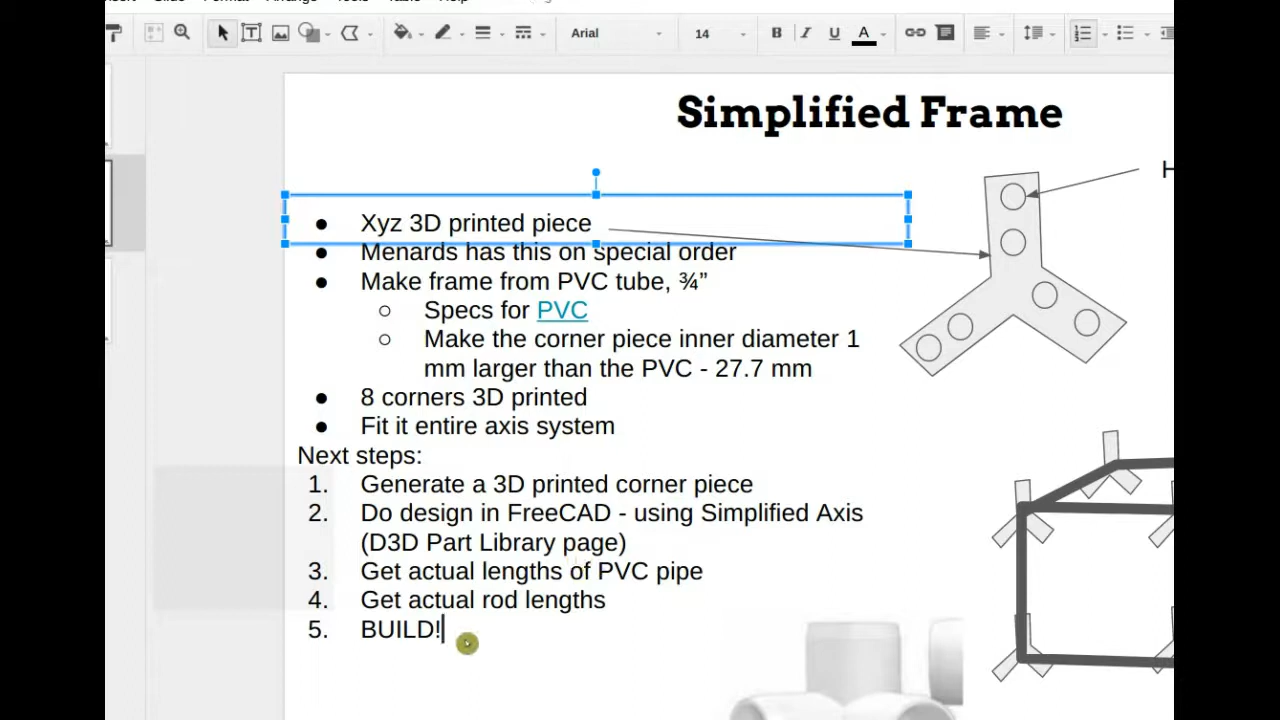 Arial
14
B I U A
Simplified Frame
H
● Xyz 3D printed piece
● Menards has this on special order
● Make frame from PVC tube, ¾”
○ Specs for PVC
○ Make the corner piece inner diameter 1
mm larger than the PVC - 27.7 mm
● 8 corners 3D printed
● Fit it entire axis system
Next steps:
1. Generate a 3D printed corner piece
2. Do design in FreeCAD - using Simplified Axis
(D3D Part Library page)
3. Get actual lengths of PVC pipe
4. Get actual rod lengths
5. BUILD!